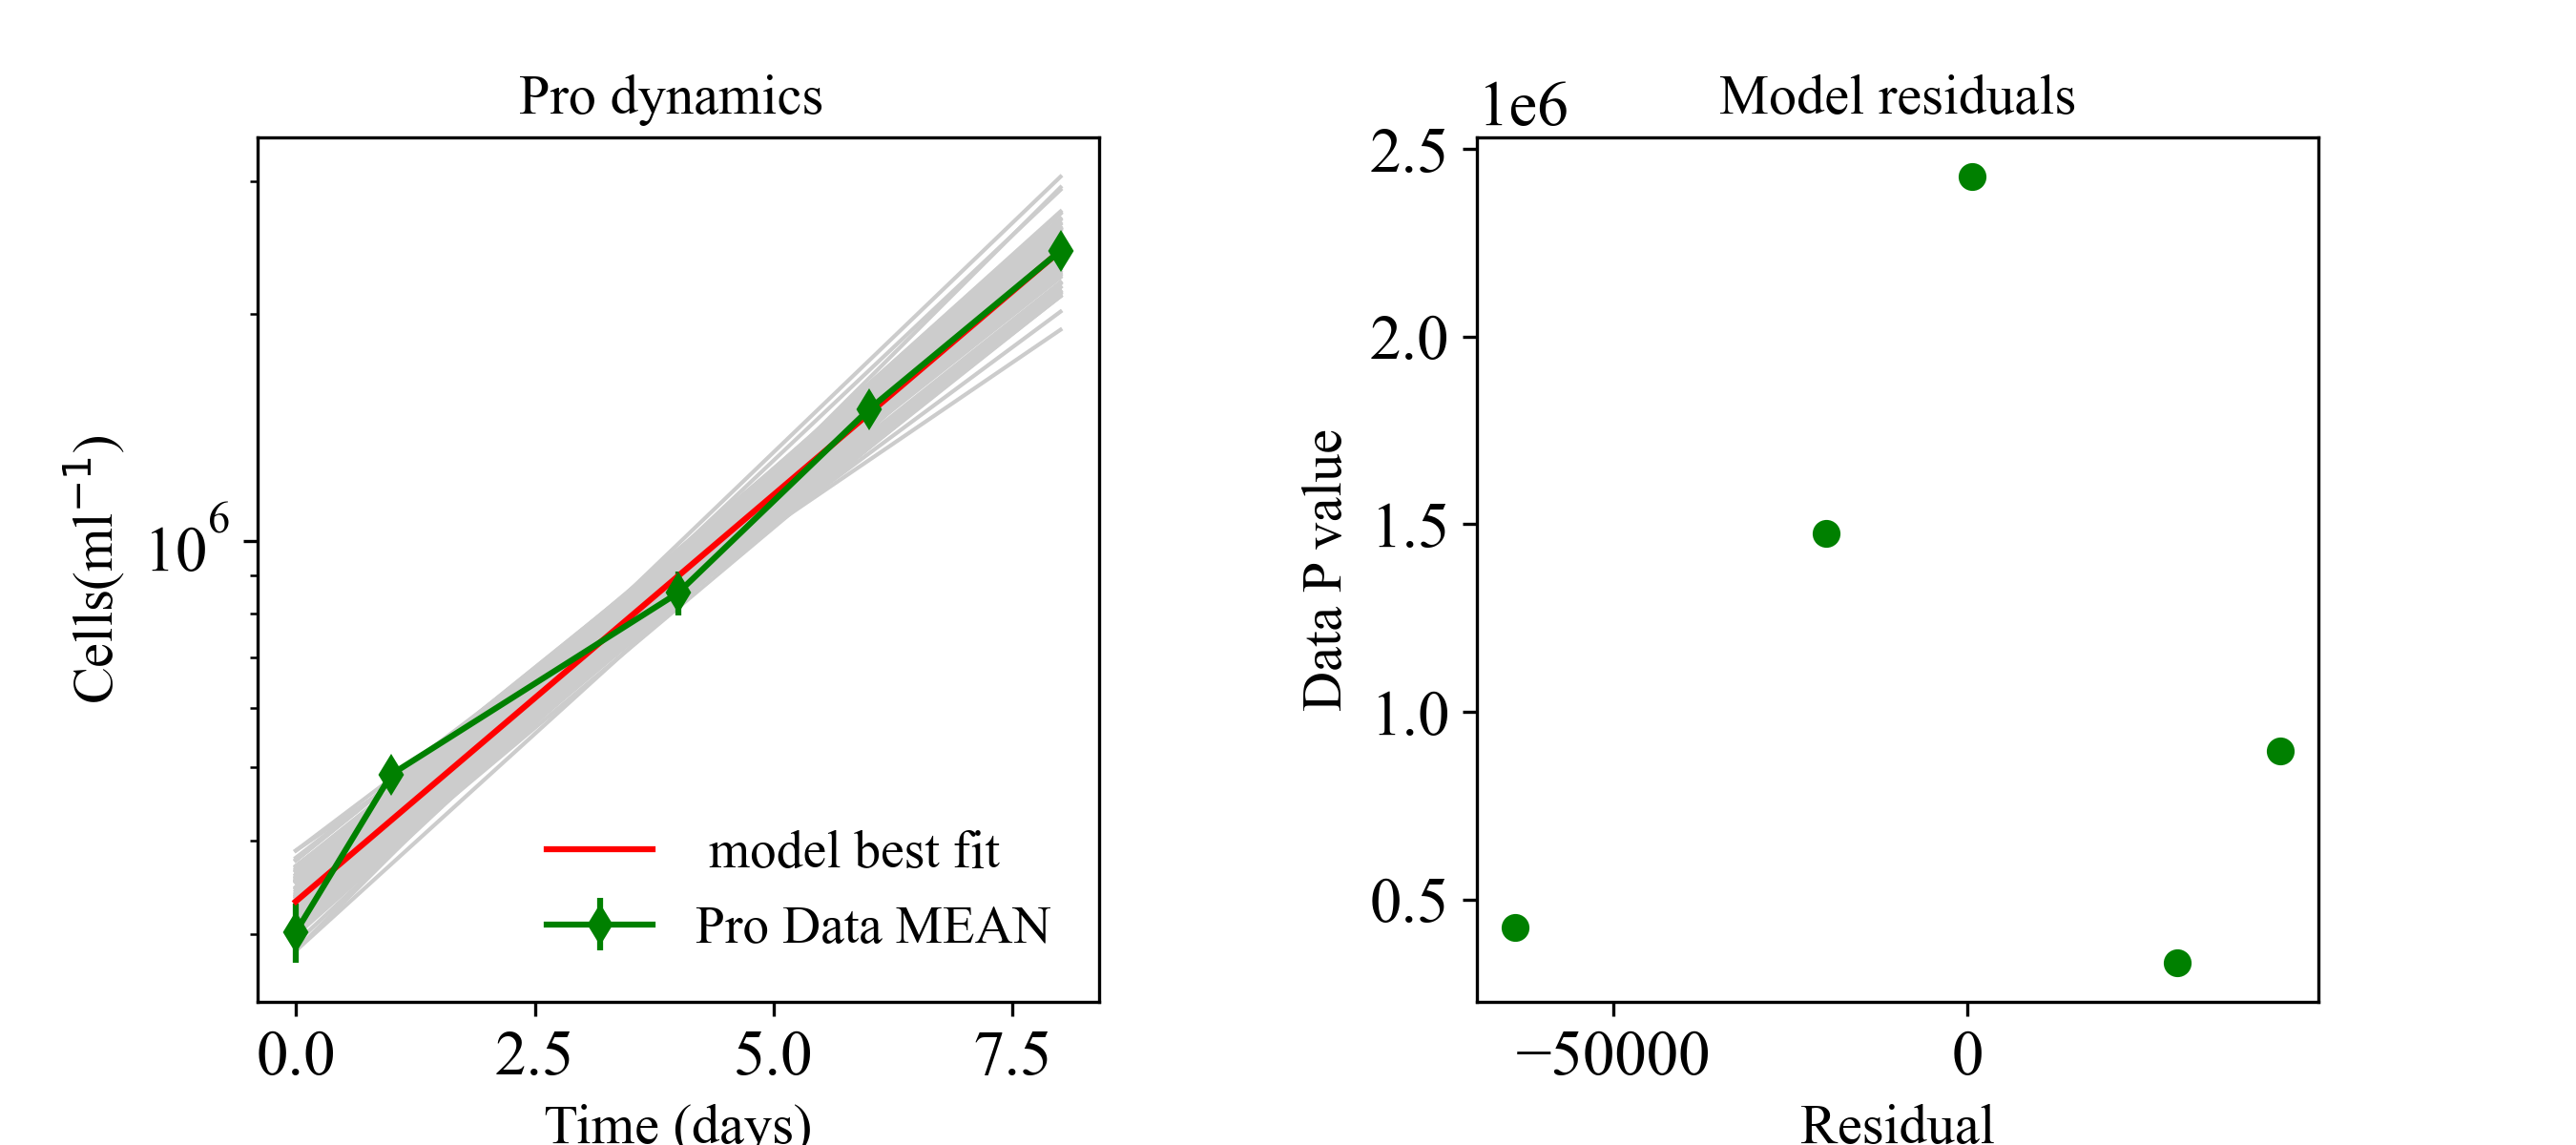 Pro dynamics
Cells(ml⁻¹)
10⁶
0.0 2.5 5.0 7.5
Time (days)
model best fit
Pro Data MEAN
Model residuals
1e6
2.5
2.0
1.5
1.0
0.5
Data P value
−50000 0
Residual